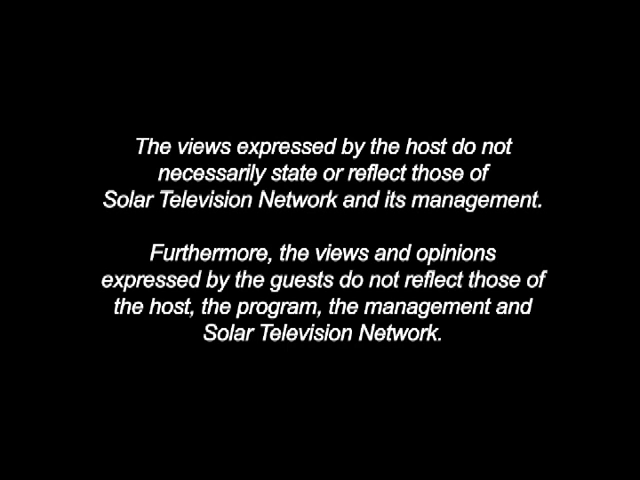 The views expressed by the host do not
necessarily state or reflect those of
Solar Television Network and its management.
Furthermore, the views and opinions
expressed by the guests do not reflect those of
the host, the program, the management and
Solar Television Network.